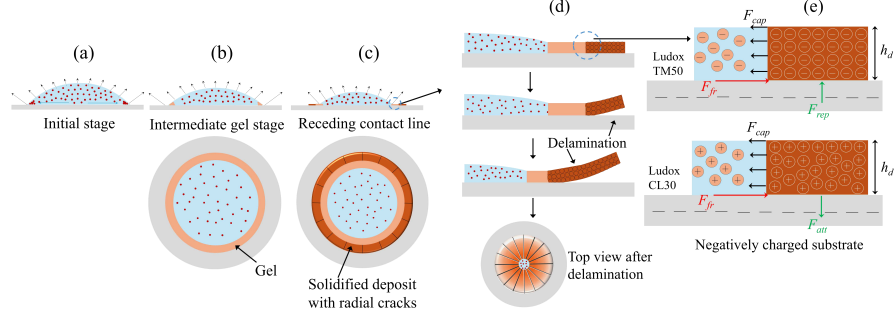 (a)
Initial stage
(b)
Intermediate gel stage
Gel
(c)
Receding contact line
Solidified deposit
with radial cracks
(d)
Delamination
Top view after
delamination
(e)
F_cap
Ludox
TM50
h_d
F_fr
F_rep
F_cap
Ludox
CL30
h_d
F_fr
F_att
Negatively charged substrate